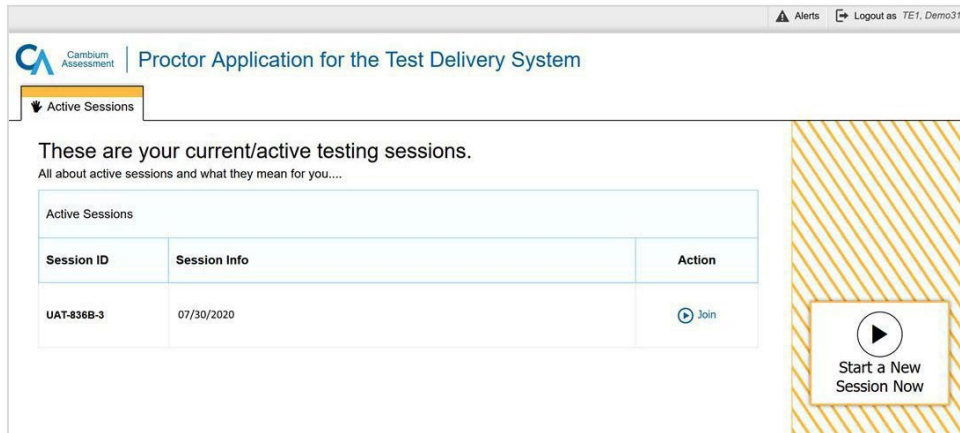 Alerts Logout as TE1, Demo31
CA Cambium Assessment Proctor Application for the Test Delivery System
Active Sessions
These are your current/active testing sessions.
All about active sessions and what they mean for you....
Active Sessions
Session ID Session Info Action
UAT-836B-3 07/30/2020 Join
Start a New
Session Now